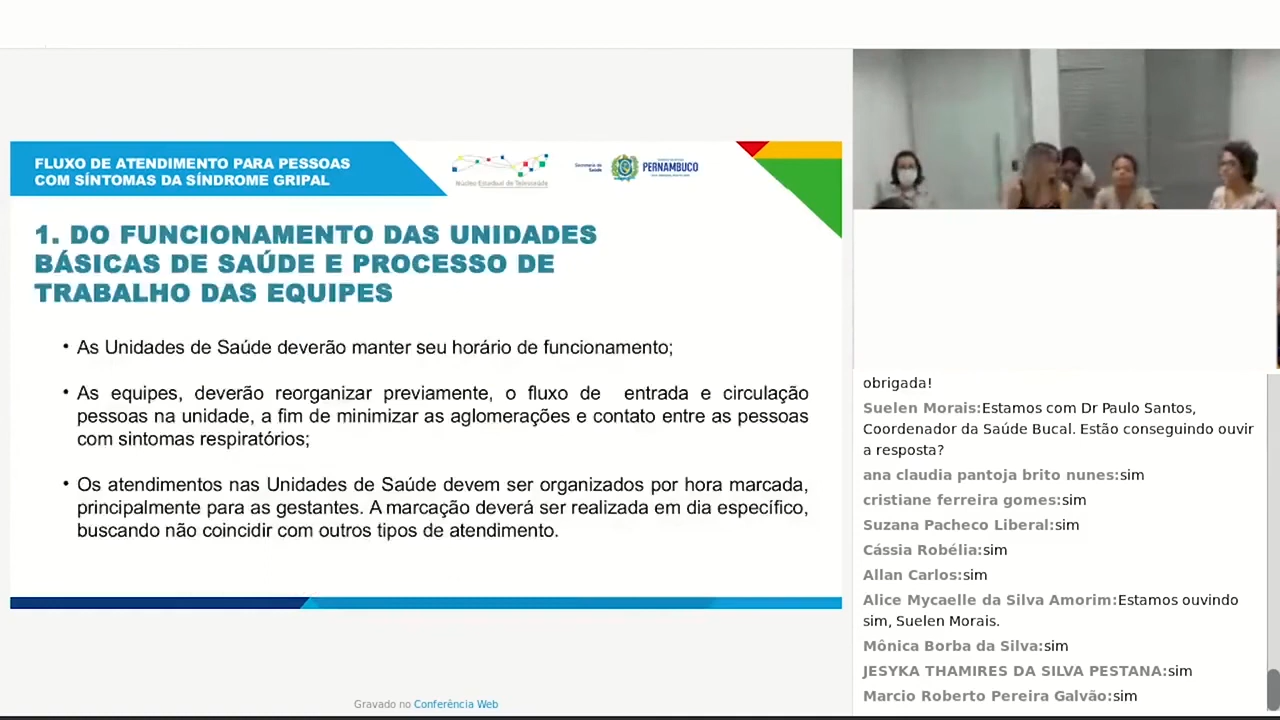 FLUXO DE ATENDIMENTO PARA PESSOAS
COM SÍNTOMAS DA SÍNDROME GRIPAL
Núcleo Estadual de Telessaúde
Secretaria de
Saúde
PERNAMBUCO
1. DO FUNCIONAMENTO DAS UNIDADES
BÁSICAS DE SAÚDE E PROCESSO DE
TRABALHO DAS EQUIPES
• As Unidades de Saúde deverão manter seu horário de funcionamento;
• As equipes, deverão reorganizar previamente, o fluxo de entrada e circulação
pessoas na unidade, a fim de minimizar as aglomerações e contato entre as pessoas
com sintomas respiratórios;
• Os atendimentos nas Unidades de Saúde devem ser organizados por hora marcada,
principalmente para as gestantes. A marcação deverá ser realizada em dia específico,
buscando não coincidir com outros tipos de atendimento.
Gravado no Conferência Web
obrigada!
Suelen Morais:Estamos com Dr Paulo Santos,
Coordenador da Saúde Bucal. Estão conseguindo ouvir
a resposta?
ana claudia pantoja brito nunes:sim
cristiane ferreira gomes:sim
Suzana Pacheco Liberal:sim
Cássia Robélia:sim
Allan Carlos:sim
Alice Mycaelle da Silva Amorim:Estamos ouvindo
sim, Suelen Morais.
Mônica Borba da Silva:sim
JESYKA THAMIRES DA SILVA PESTANA:sim
Marcio Roberto Pereira Galvão:sim